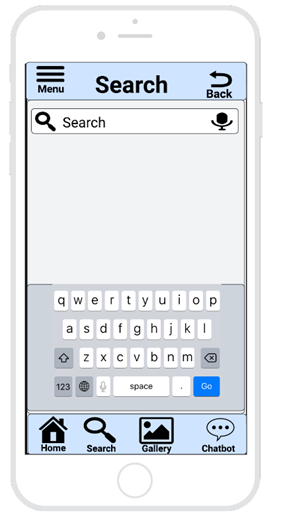 Menu
Search
Back
Search
q w e r t y u i o p
a s d f g h j k l
z x c v b n m
123 space . Go
Home
Search
Gallery
Chatbot